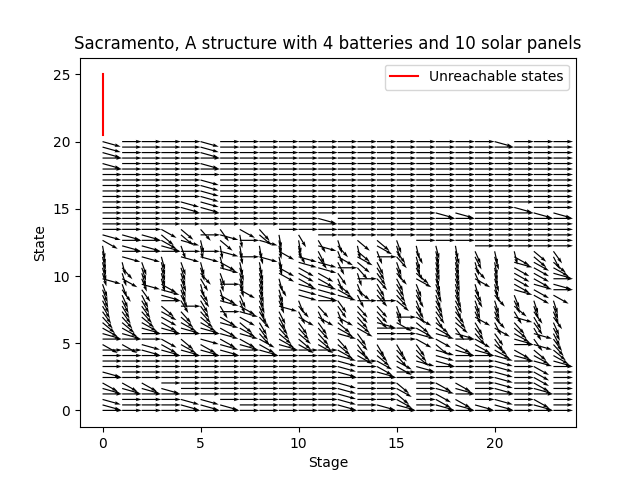 Sacramento, A structure with 4 batteries and 10 solar panels
Unreachable states
25
20
15
10
5
0
State
0 5 10 15 20
Stage